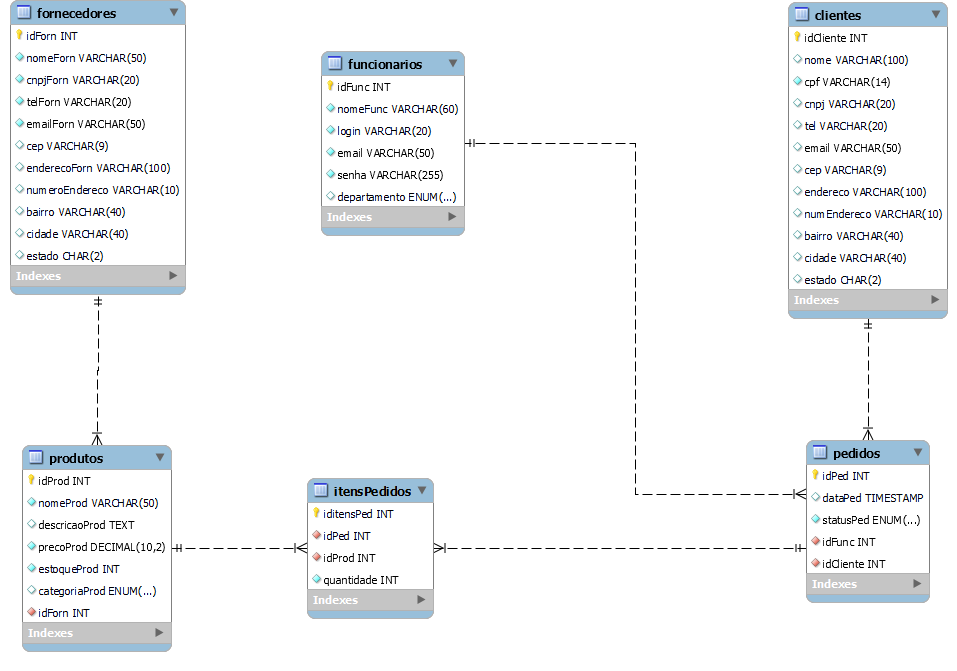 fornecedores
idForn INT
nomeForn VARCHAR(50)
cnpjForn VARCHAR(20)
telForn VARCHAR(20)
emailForn VARCHAR(50)
cep VARCHAR(9)
enderecoForn VARCHAR(100)
numeroEndereco VARCHAR(10)
bairro VARCHAR(40)
cidade VARCHAR(40)
estado CHAR(2)
Indexes
funcionarios
idFunc INT
nomeFunc VARCHAR(60)
login VARCHAR(20)
email VARCHAR(50)
senha VARCHAR(255)
departamento ENUM(...)
Indexes
clientes
idCliente INT
nome VARCHAR(100)
cpf VARCHAR(14)
cnpj VARCHAR(20)
tel VARCHAR(20)
email VARCHAR(50)
cep VARCHAR(9)
endereco VARCHAR(100)
numEndereco VARCHAR(10)
bairro VARCHAR(40)
cidade VARCHAR(40)
estado CHAR(2)
Indexes
produtos
idProd INT
nomeProd VARCHAR(50)
descricaoProd TEXT
precoProd DECIMAL(10,2)
estoqueProd INT
categoriaProd ENUM(...)
idForn INT
Indexes
itensPedidos
iditensPed INT
idPed INT
idProd INT
quantidade INT
Indexes
pedidos
idPed INT
dataPed TIMESTAMP
statusPed ENUM(...)
idFunc INT
idCliente INT
Indexes